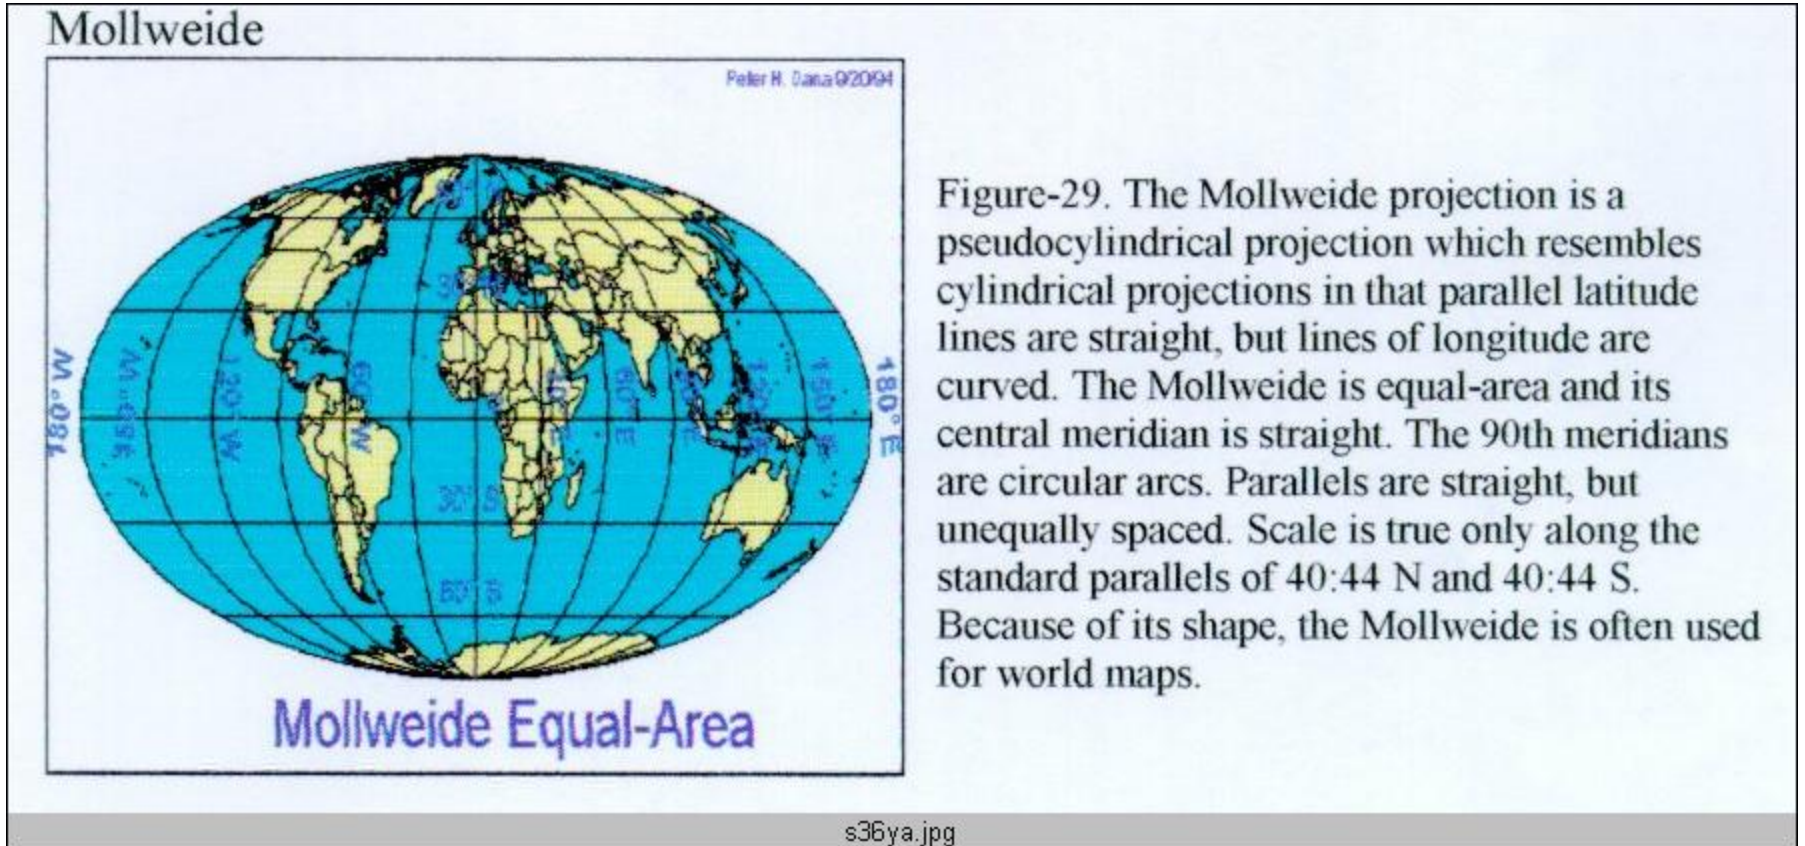 Mollweide
Peter H. Dana 9/20/94
180° W
120° W
60° W
60° E
180° E
Mollweide Equal-Area
Figure-29. The Mollweide projection is a
pseudocylindrical projection which resembles
cylindrical projections in that parallel latitude
lines are straight, but lines of longitude are
curved. The Mollweide is equal-area and its
central meridian is straight. The 90th meridians
are circular arcs. Parallels are straight, but
unequally spaced. Scale is true only along the
standard parallels of 40:44 N and 40:44 S.
Because of its shape, the Mollweide is often used
for world maps.
s36ya.jpg